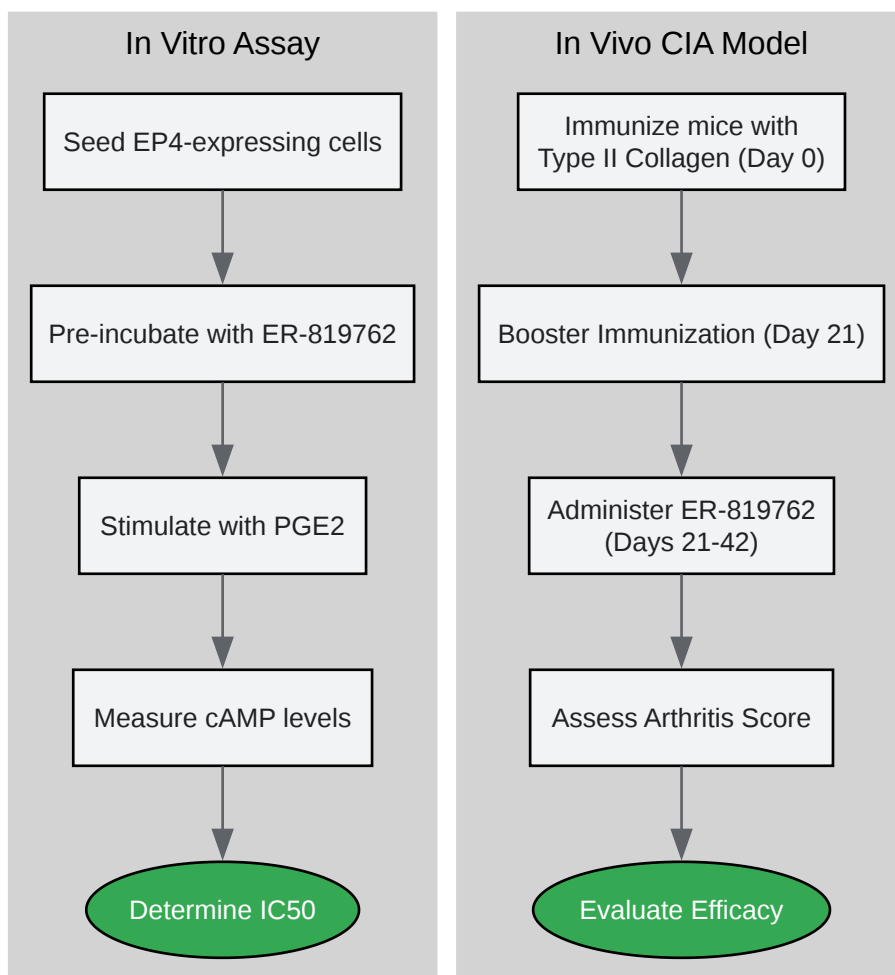 In Vitro Assay
Seed EP4-expressing cells
Pre-incubate with ER-819762
Stimulate with PGE2
Measure cAMP levels
Determine IC50
In Vivo CIA Model
Immunize mice with
Type II Collagen (Day 0)
Booster Immunization (Day 21)
Administer ER-819762
(Days 21-42)
Assess Arthritis Score
Evaluate Efficacy